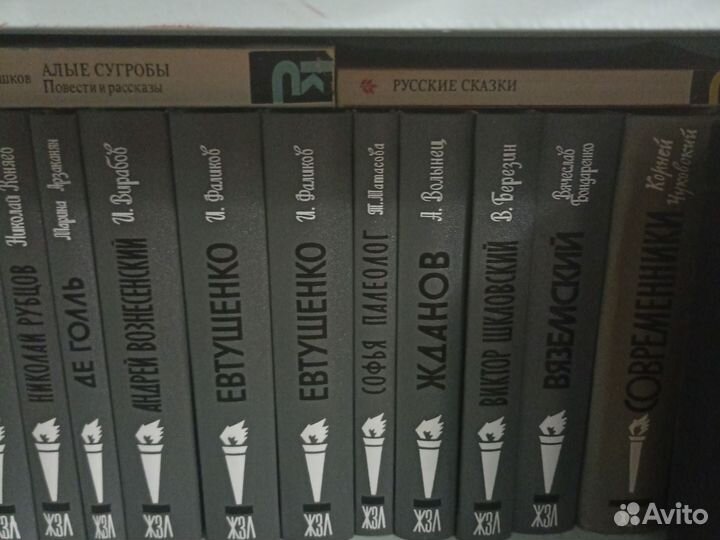 шков
АЛЫЕ СУГРОБЫ
Повести и рассказы
РУССКИЕ СКАЗКИ
Николай Коняев
НИКОЛАЙ РУБЦОВ
ЖЗЛ
Марина Арзаканян
ДЕ ГОЛЛЬ
ЖЗЛ
И. Вирабов
АНДРЕЙ ВОЗНЕСЕНСКИЙ
ЖЗЛ
И. Фаликов
ЕВТУШЕНКО
ЖЗЛ
И. Фаликов
ЕВТУШЕНКО
ЖЗЛ
Т. Матасова
СОФЬЯ ПАЛЕОЛОГ
ЖЗЛ
А. Волынец
ЖДАНОВ
ЖЗЛ
В. Березин
ВИКТОР ШКЛОВСКИЙ
ЖЗЛ
Вячеслав
Бондаренко
ВЯЗЕМСКИЙ
ЖЗЛ
Корней
Чуковский
СОВРЕМЕННИКИ
ЖЗЛ
Avito